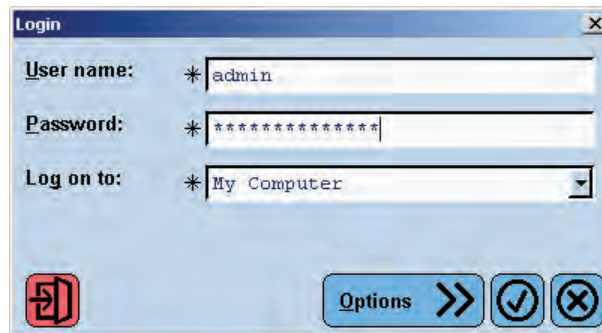 Login
User name: * admin
Password: * **************
Log on to: * My Computer
Options